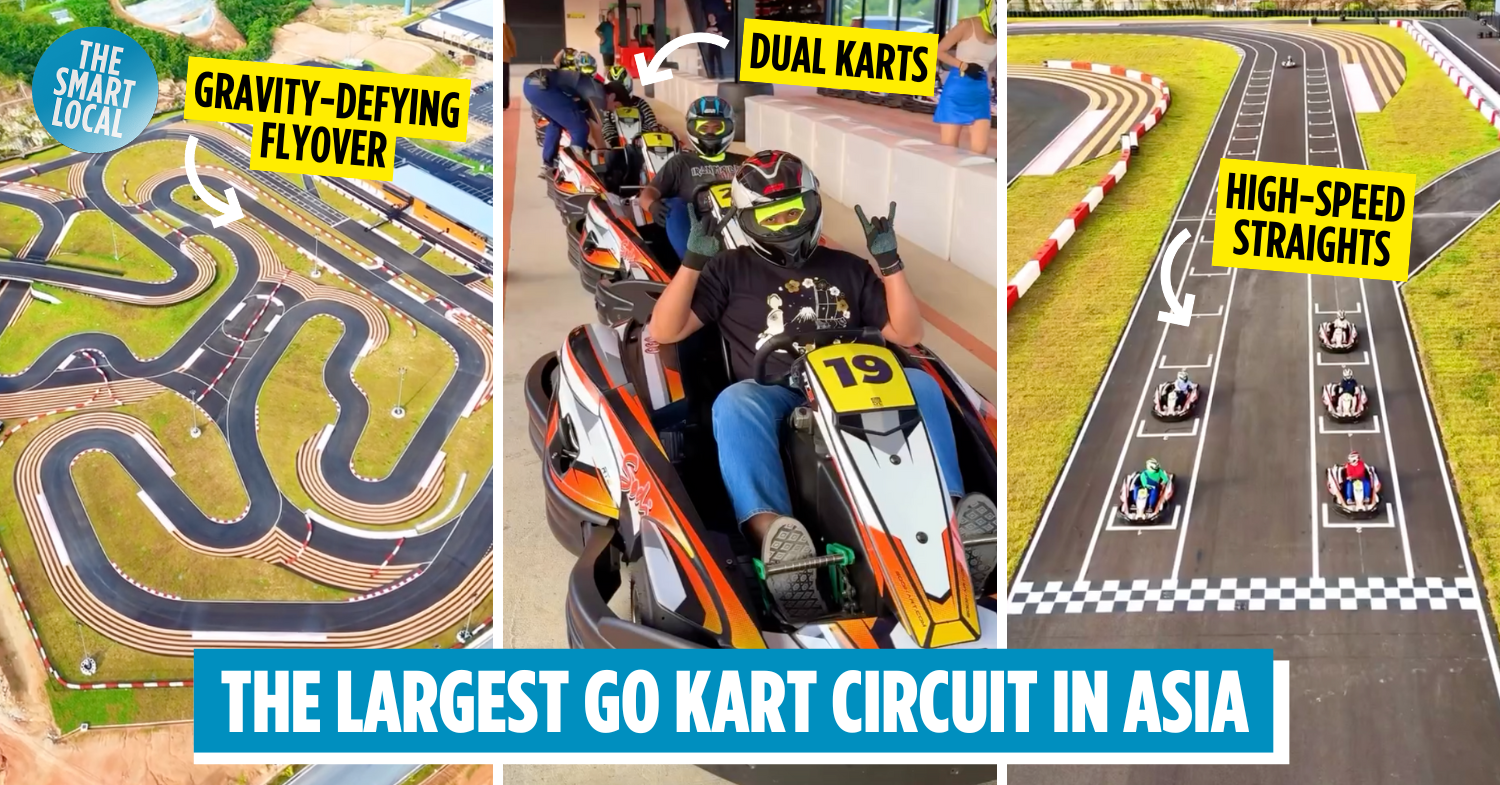 THE
SMART
LOCAL
GRAVITY-DEFYING
FLYOVER
DUAL KARTS
HIGH-SPEED
STRAIGHTS
19
THE LARGEST GO KART CIRCUIT IN ASIA